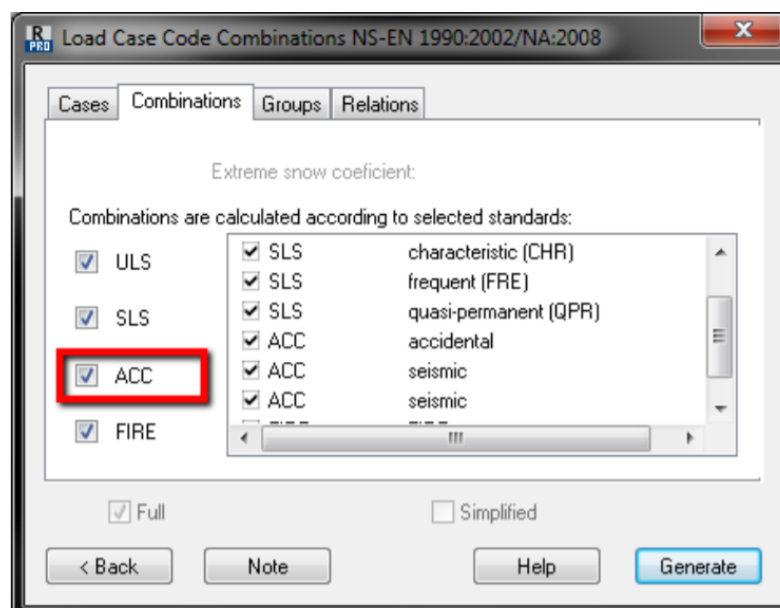 R PRO Load Case Code Combinations NS-EN 1990:2002/NA:2008 X
Cases Combinations Groups Relations
Extreme snow coeficient:
Combinations are calculated according to selected standards:
ULS
SLS
ACC
FIRE
SLS characteristic (CHR)
SLS frequent (FRE)
SLS quasi-permanent (QPR)
ACC accidental
ACC seismic
ACC seismic
Full Simplified
< Back Note Help Generate